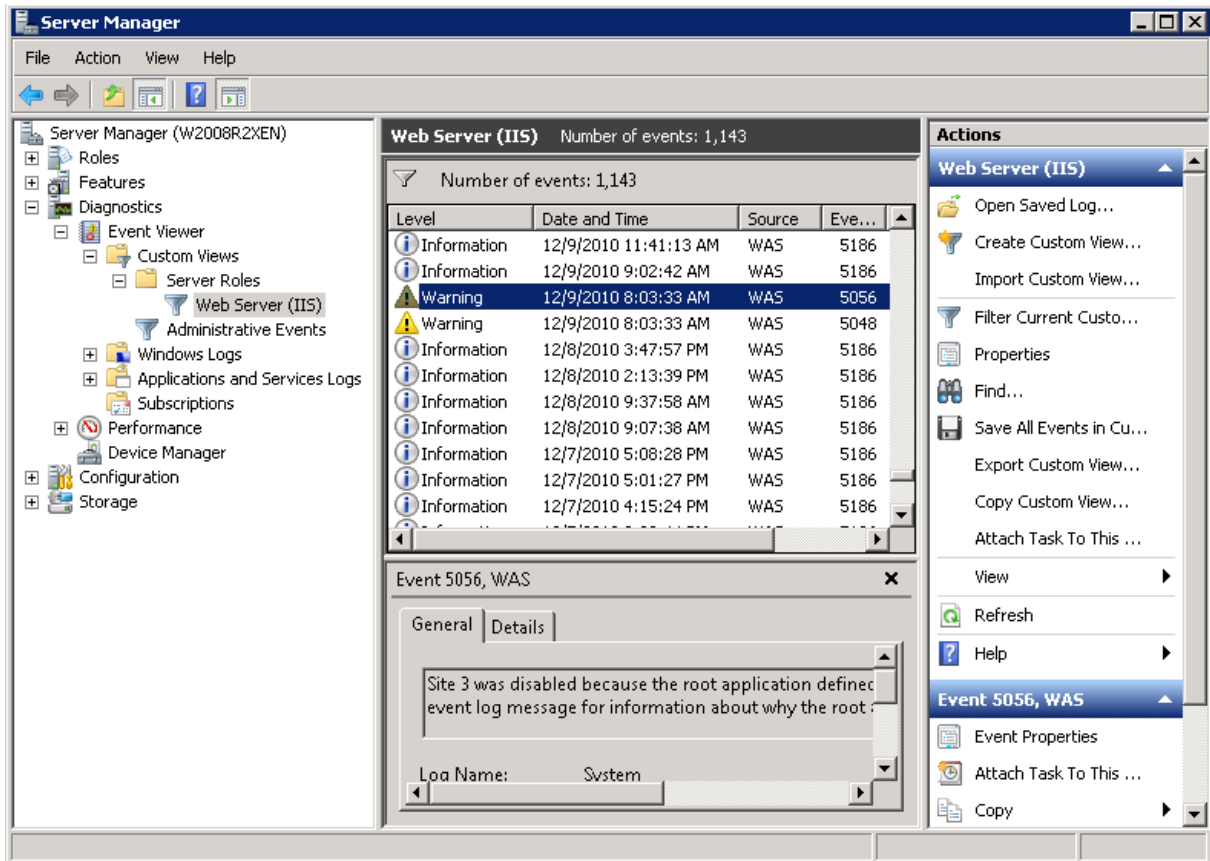 Server Manager
File Action View Help
Server Manager (W2008R2XEN)
Roles
Features
Diagnostics
Event Viewer
Custom Views
Server Roles
Web Server (IIS)
Administrative Events
Windows Logs
Applications and Services Logs
Subscriptions
Performance
Device Manager
Configuration
Storage
Web Server (IIS) Number of events: 1,143
Number of events: 1,143
Level Date and Time Source Eve...
Information 12/9/2010 11:41:13 AM WAS 5186
Information 12/9/2010 9:02:42 AM WAS 5186
Warning 12/9/2010 8:03:33 AM WAS 5056
Warning 12/9/2010 8:03:33 AM WAS 5048
Information 12/8/2010 3:47:57 PM WAS 5186
Information 12/8/2010 2:13:39 PM WAS 5186
Information 12/8/2010 9:37:58 AM WAS 5186
Information 12/8/2010 9:07:38 AM WAS 5186
Information 12/7/2010 5:08:28 PM WAS 5186
Information 12/7/2010 5:01:27 PM WAS 5186
Information 12/7/2010 4:15:24 PM WAS 5186
Event 5056, WAS
General Details
Site 3 was disabled because the root application defined
event log message for information about why the root
Log Name: System
Actions
Web Server (IIS)
Open Saved Log...
Create Custom View...
Import Custom View...
Filter Current Custo...
Properties
Find...
Save All Events in Cu...
Export Custom View...
Copy Custom View...
Attach Task To This ...
View
Refresh
Help
Event 5056, WAS
Event Properties
Attach Task To This ...
Copy